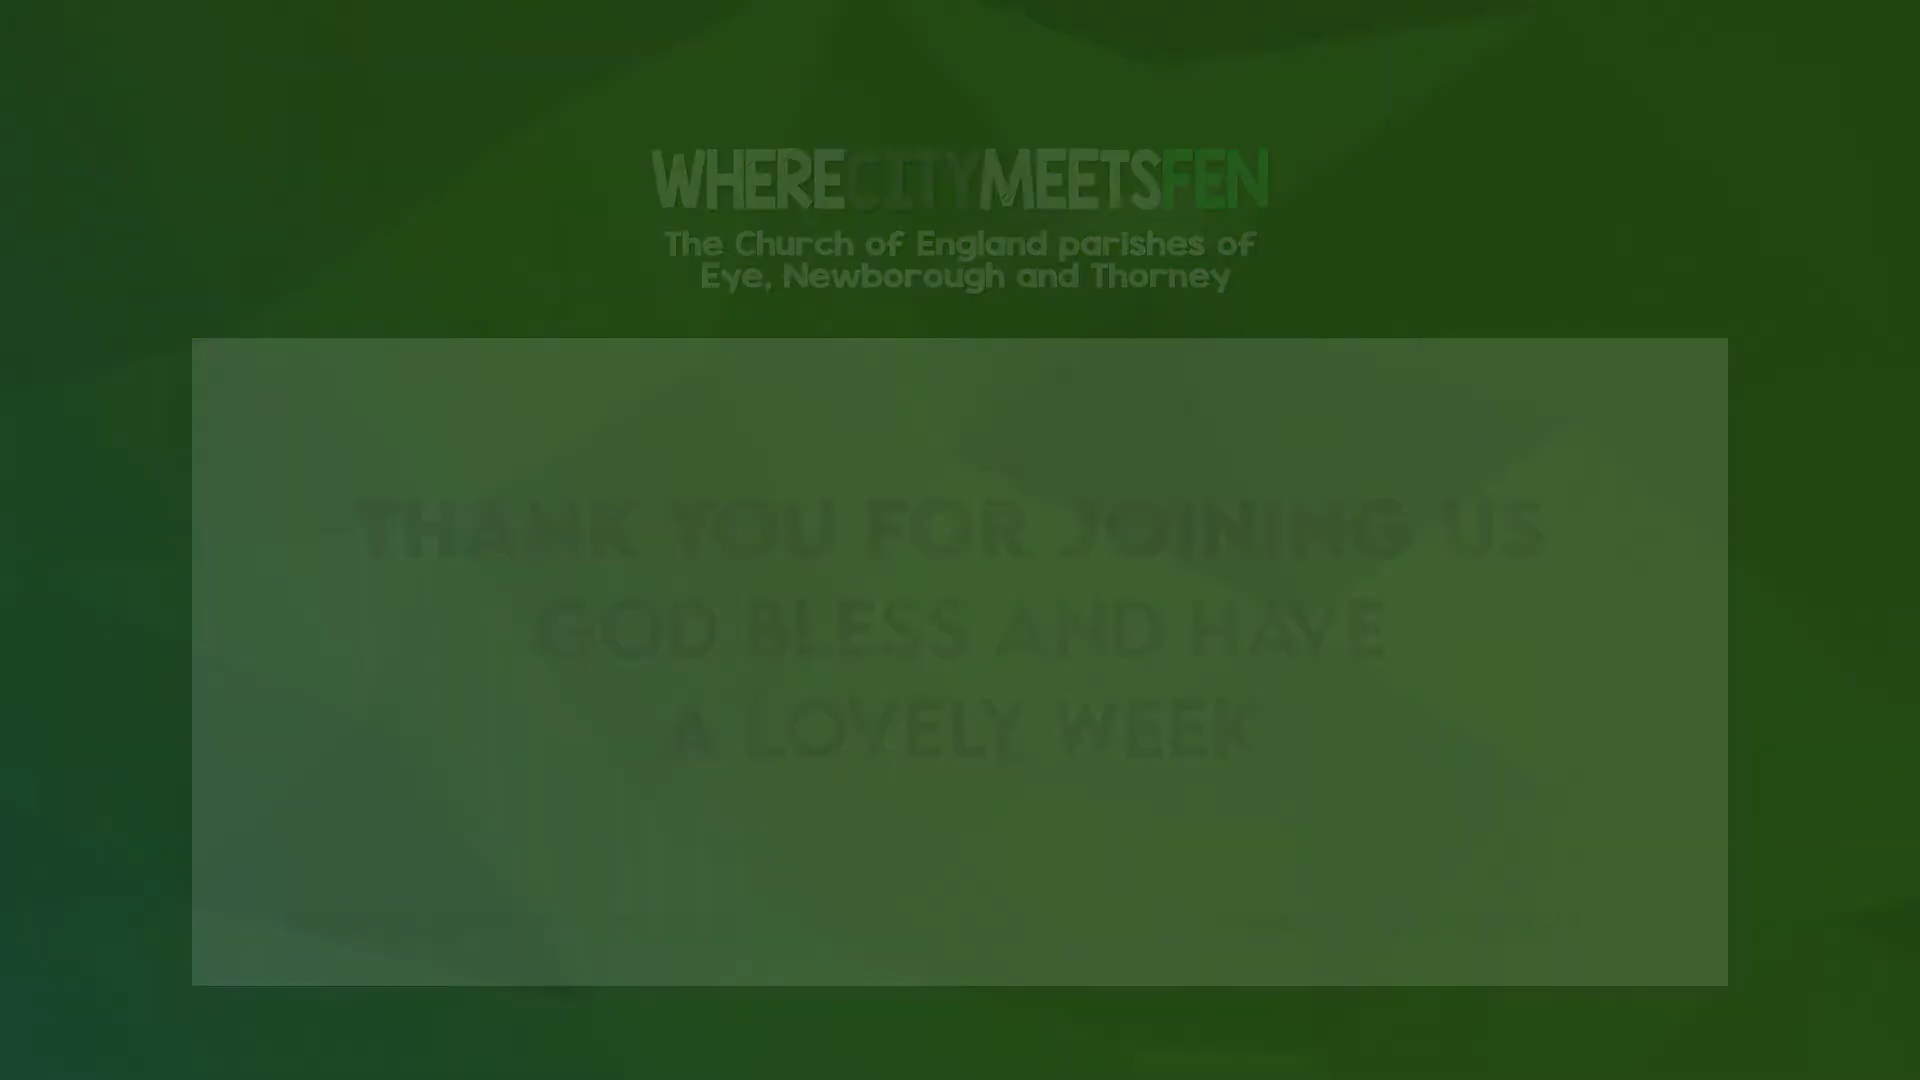 WHERECITYMEETSFEN
The Church of England parishes of
Eye, Newborough and Thorney
THANK YOU FOR JOINING US
GOD BLESS AND HAVE
A LOVELY WEEK